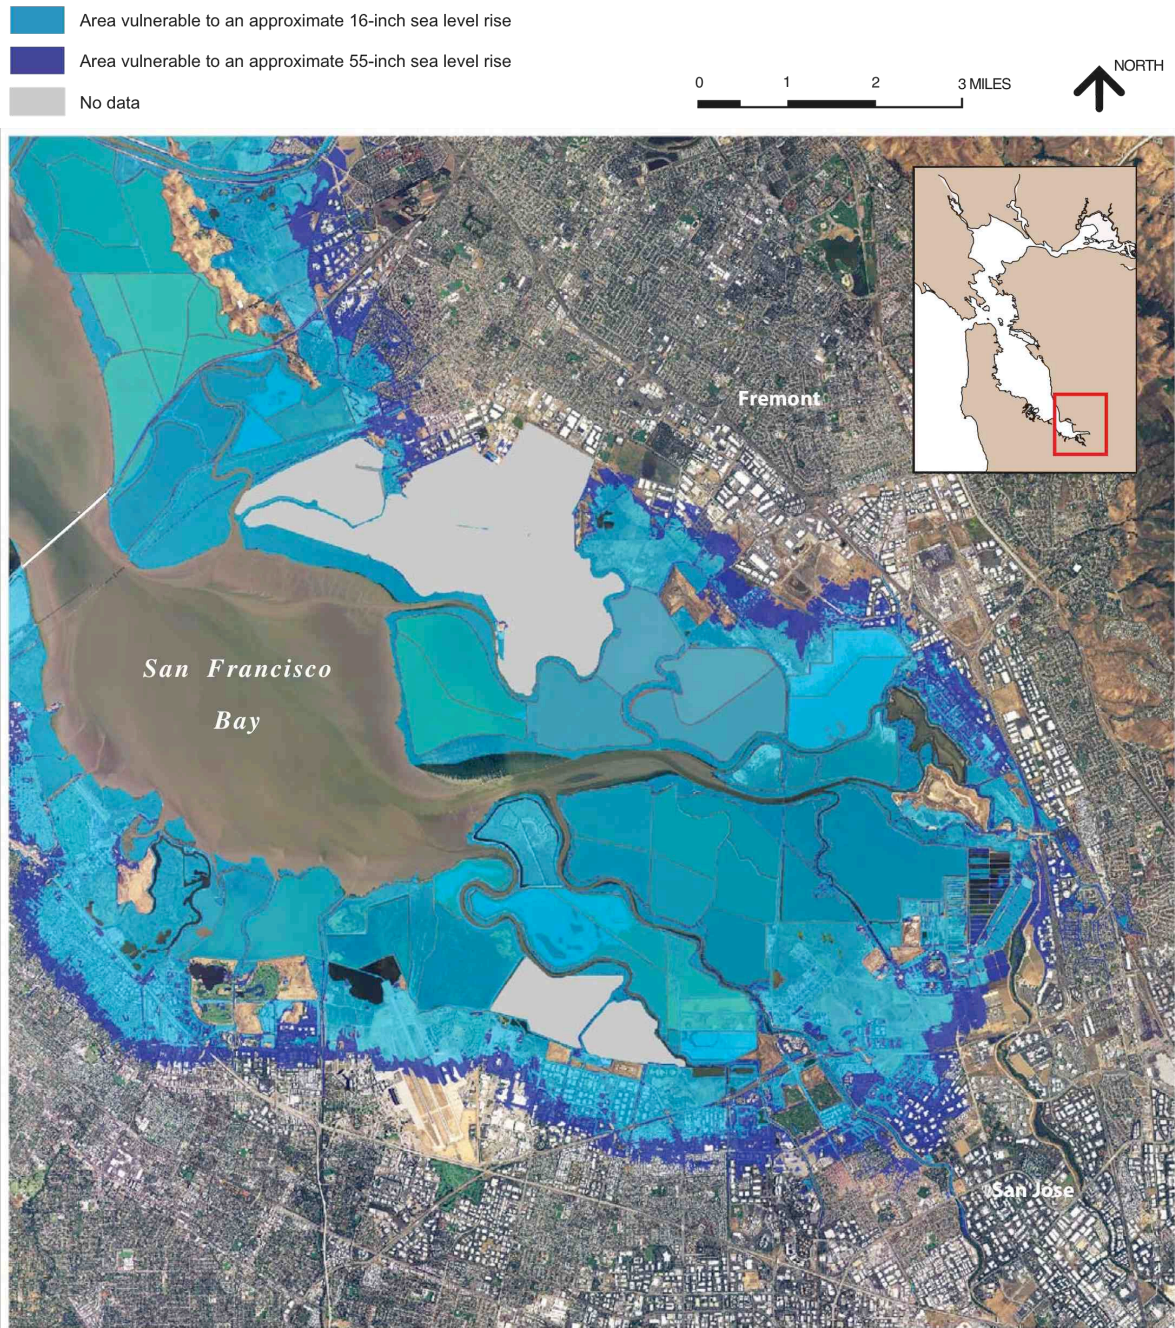 Area vulnerable to an approximate 16-inch sea level rise
Area vulnerable to an approximate 55-inch sea level rise
No data
0 1 2 3 MILES
NORTH
Fremont
San Francisco
Bay
San Jose